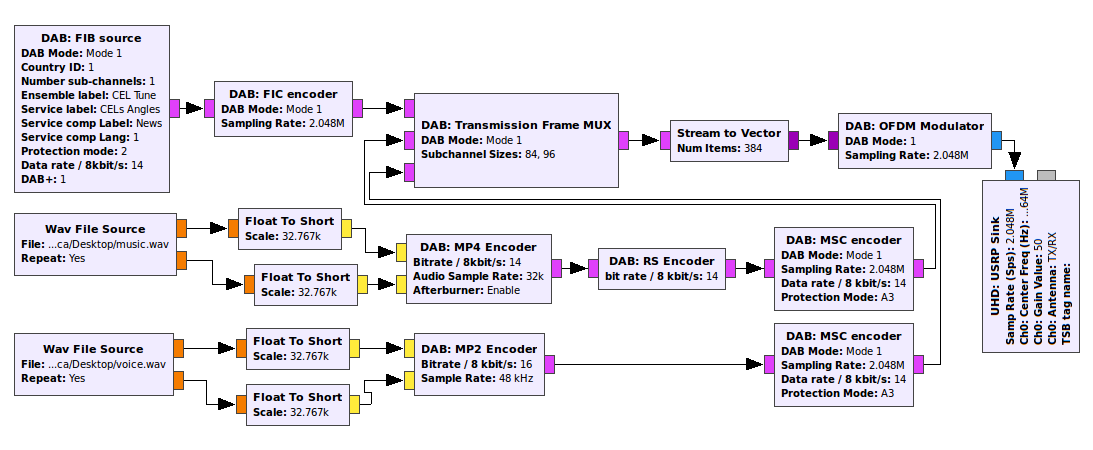 DAB: FIB source
DAB Mode: Mode 1
Country ID: 1
Number sub-channels: 1
Ensemble label: CEL Tune
Service label: CELs Angles
Service comp Label: News
Service comp Lang: 1
Protection mode: 2
Data rate / 8kbit/s: 14
DAB+: 1
DAB: FIC encoder
DAB Mode: Mode 1
Sampling Rate: 2.048M
DAB: Transmission Frame MUX
DAB Mode: Mode 1
Subchannel Sizes: 84, 96
Stream to Vector
Num Items: 384
DAB: OFDM Modulator
DAB Mode: 1
Sampling Rate: 2.048M
UHD: USRP Sink
Samp Rate (Sps): 2.048M
Ch0: Center Freq (Hz): ...64M
Ch0: Gain Value: 50
Ch0: Antenna: TX/RX
TSB tag name:
Wav File Source
File: ...ca/Desktop/music.wav
Repeat: Yes
Float To Short
Scale: 32.767k
Float To Short
Scale: 32.767k
MP4 Encoder
Bitrate / 8kbit/s: 14
Audio Sample Rate: 32k
Afterburner: Enable
DAB: RS Encoder
bit rate / 8 kbit/s: 14
DAB: MSC encoder
DAB Mode: Mode 1
Sampling Rate: 2.048M
Data rate / 8 kbit/s: 14
Protection Mode: A3
Wav File Source
File: ...ca/Desktop/voice.wav
Repeat: Yes
Float To Short
Scale: 32.767k
Float To Short
Scale: 32.767k
DAB: MP2 Encoder
Bitrate / 8 kbit/s: 16
Sample Rate: 48 kHz
DAB: MSC encoder
DAB Mode: Mode 1
Sampling Rate: 2.048M
Data rate / 8 kbit/s: 14
Protection Mode: A3